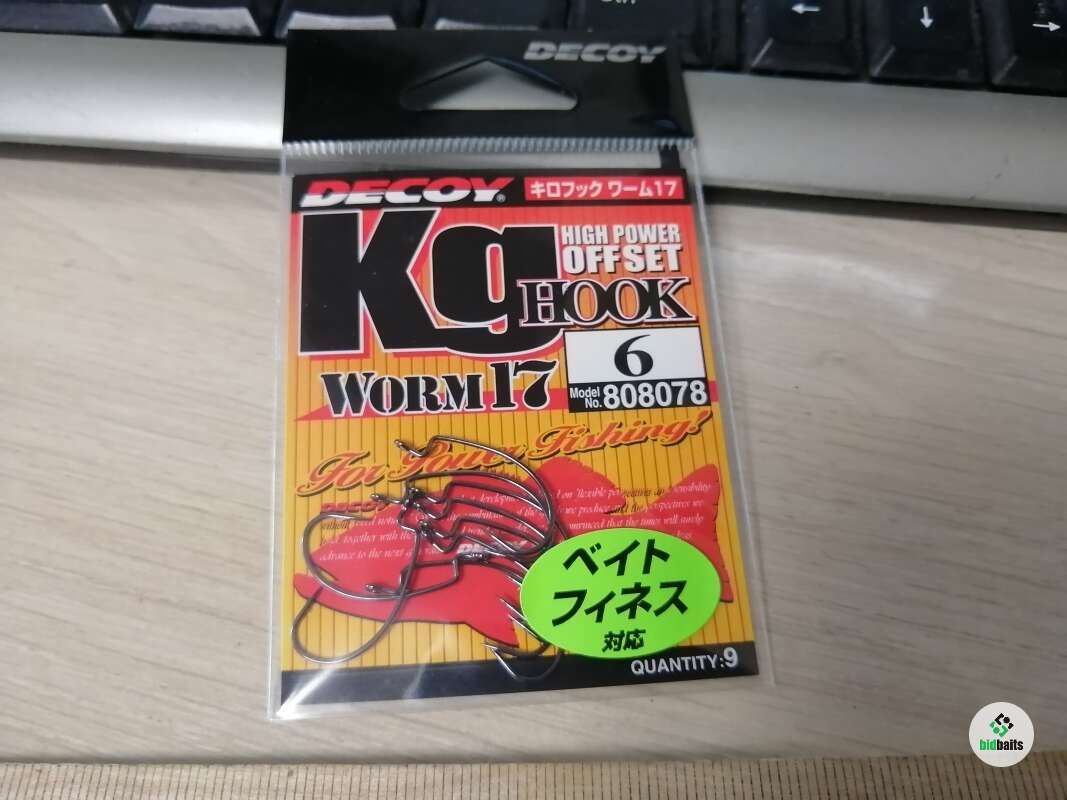 DECOY
DECOY®
キロフック ワーム17
Kg
HIGH POWER
OFFSET
HOOK
6
WORM 17
Model
No. 808078
For Power Fishing!
ベイト
フィネス
対応
QUANTITY:9
bidbaits